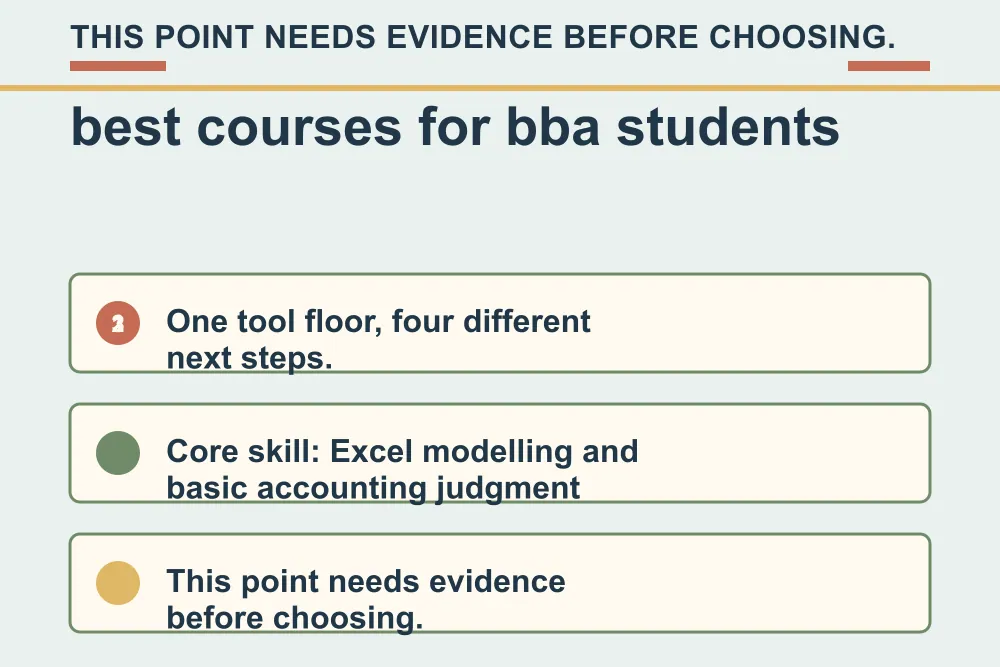 THIS POINT NEEDS EVIDENCE BEFORE CHOOSING.
best courses for bba students
One tool floor, four different
next steps.
Core skill: Excel modelling and
basic accounting judgment
This point needs evidence
before choosing.